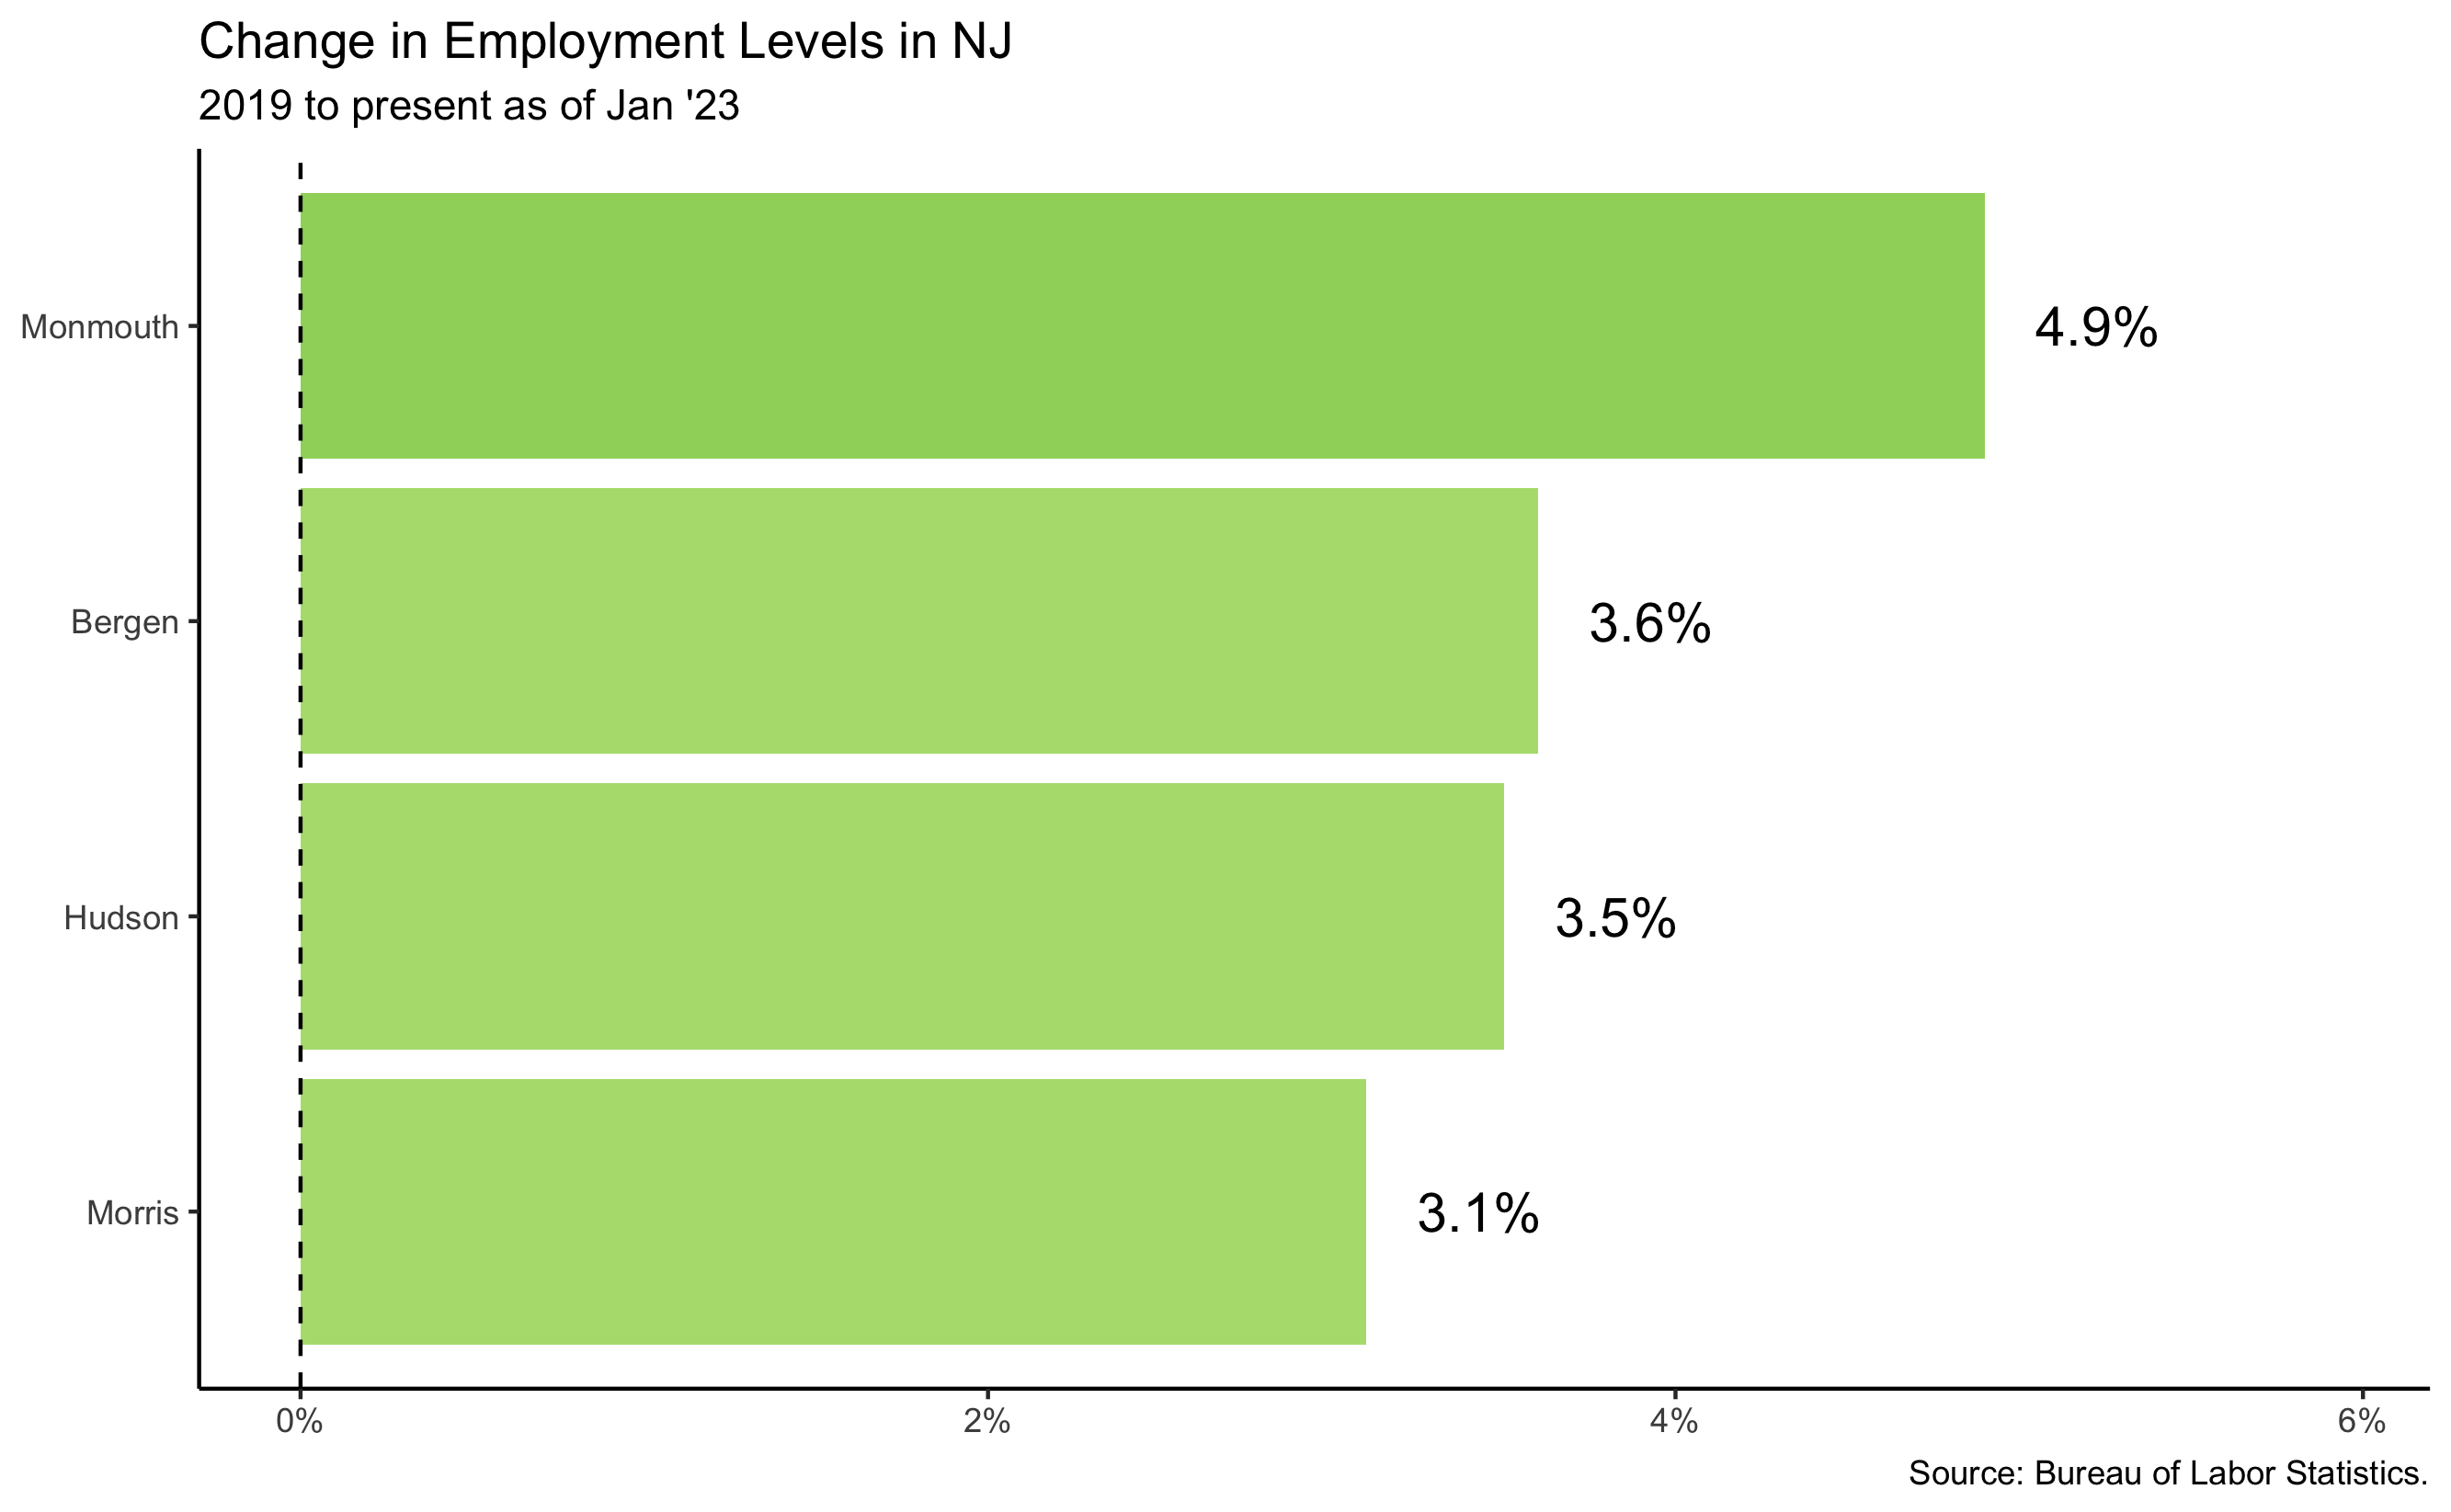 Change in Employment Levels in NJ
2019 to present as of Jan '23
Monmouth
4.9%
Bergen
3.6%
Hudson
3.5%
Morris
3.1%
0%
2%
4%
6%
Source: Bureau of Labor Statistics.